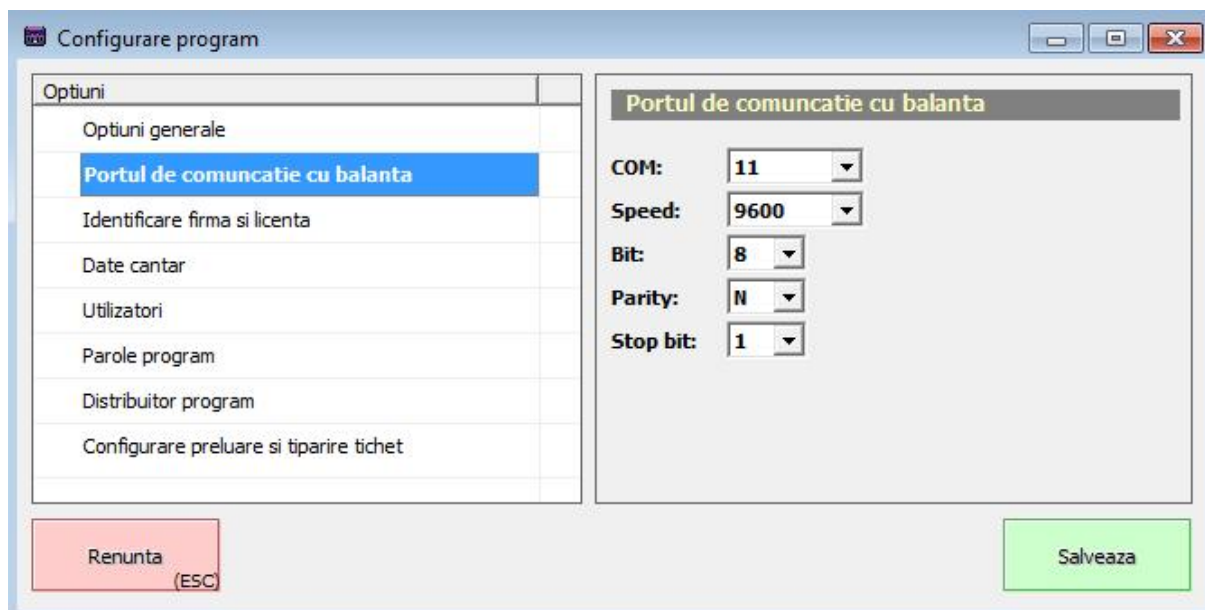 Configurare program
Optiuni
Optiuni generale
Portul de comuncatie cu balanta
Identificare firma si licenta
Date cantar
Utilizatori
Parole program
Distribuitor program
Configurare preluare si tiparire tichet
Portul de comuncatie cu balanta
COM: 11
Speed: 9600
Bit: 8
Parity: N
Stop bit: 1
Renunta
(ESC)
Salveaza